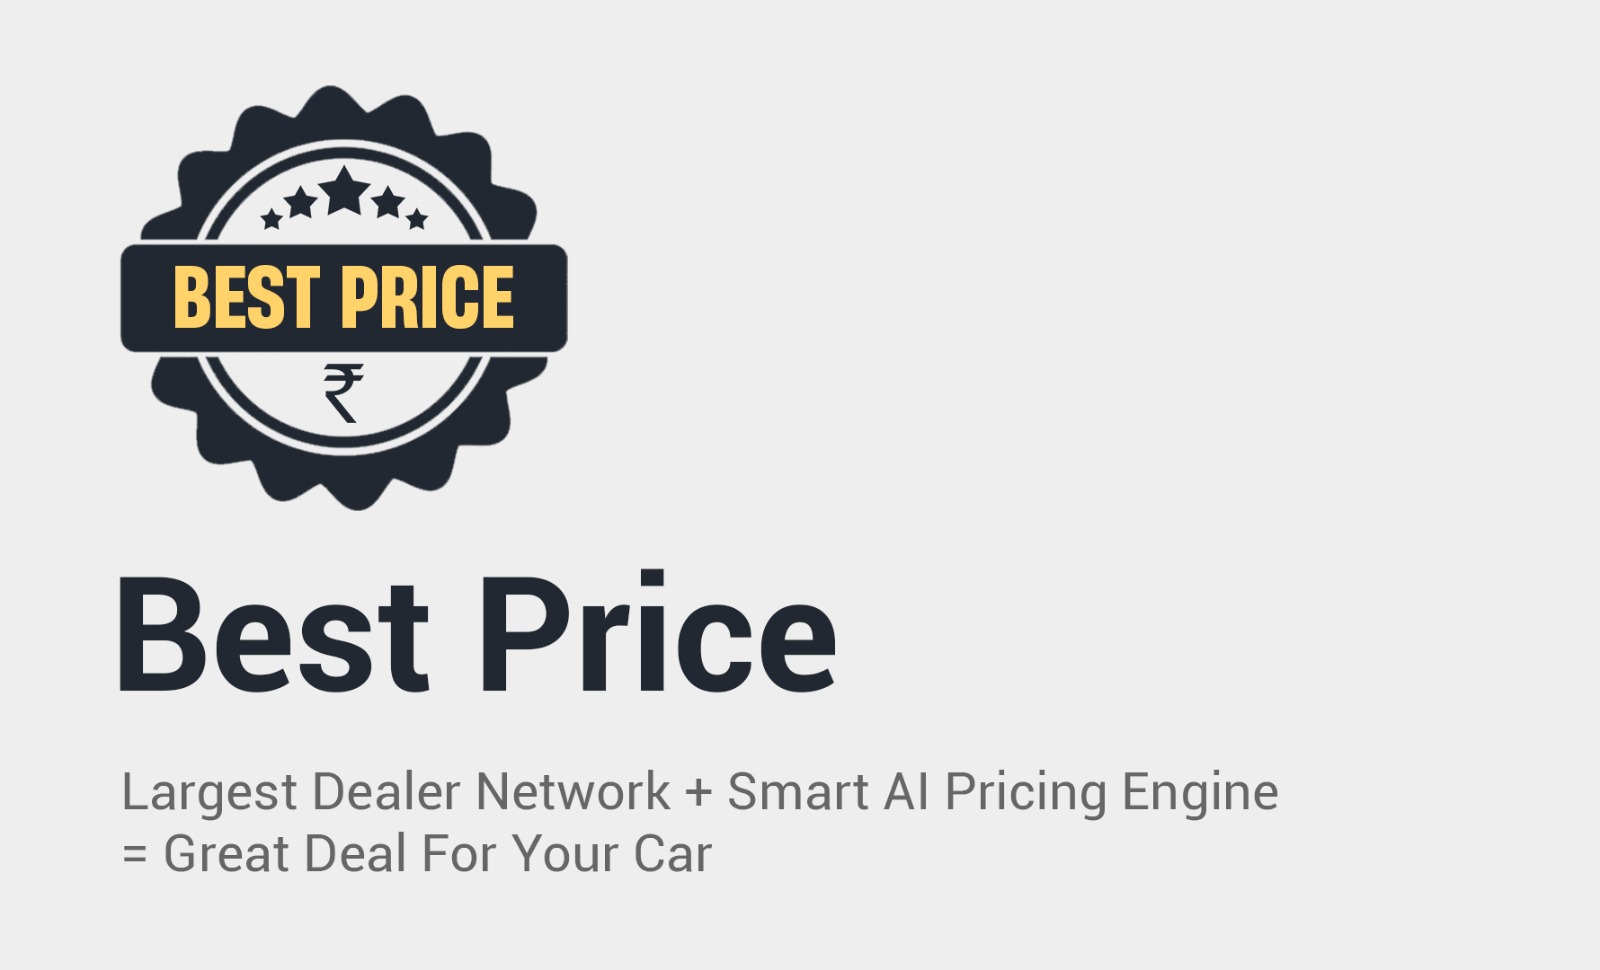 BEST PRICE
₹
Best Price
Largest Dealer Network + Smart AI Pricing Engine
= Great Deal For Your Car